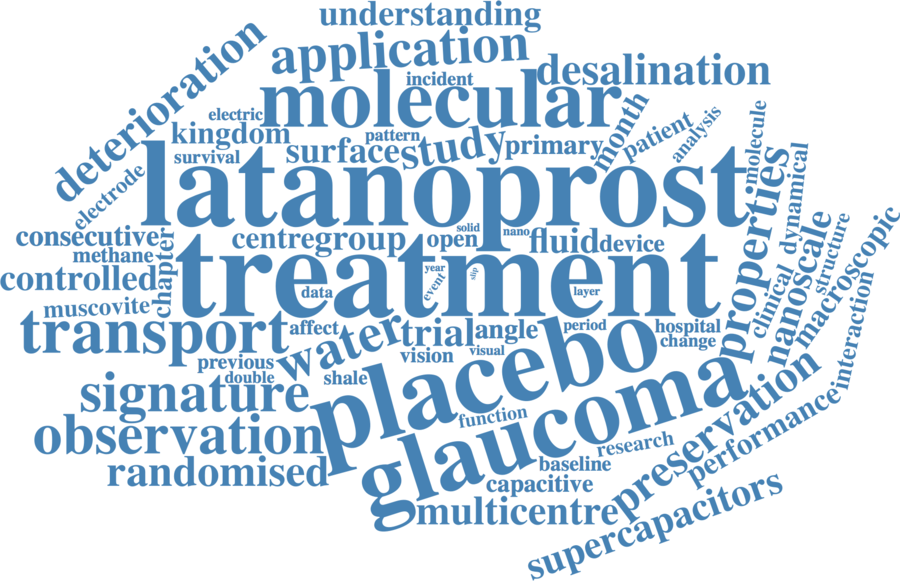 understanding
application
incident
desalination
deterioration
molecular
electric
kingdom
pattern
month
patient
analysis
molecule
survival
surfaces
study
primary
latanoprost
electrode
properties
dynamical
consecutive
methane
chapter
centre
group
open
solid
nano
fluid
device
controlled
treatment
data
year
event
slip
layer
clinical
nanoscale
structure
macroscopic
muscovite
transport
affect
water
trial
angle
period
hospital
change
interaction
previous
double
shale
vision
visual
placebo
signature
function
glaucoma
preservation
performance
observation
research
randomised
baseline
capacitive
multicentre
supercapacitors